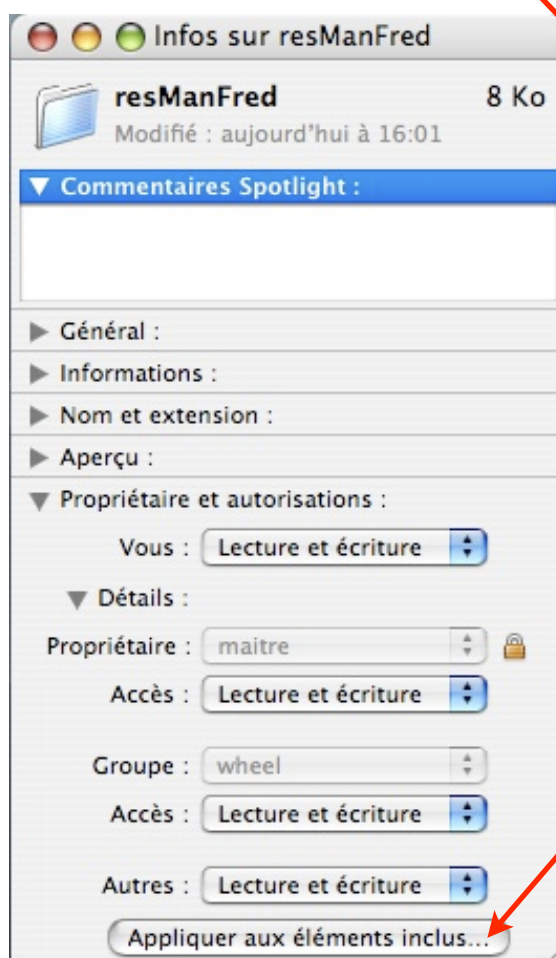 Infos sur resManFred
resManFred 8 Ko
Modifié : aujourd'hui à 16:01
Commentaires Spotlight :
Général :
Informations :
Nom et extension :
Aperçu :
Propriétaire et autorisations :
Vous : Lecture et écriture
Détails :
Propriétaire : maitre
Accès : Lecture et écriture
Groupe : wheel
Accès : Lecture et écriture
Autres : Lecture et écriture
Appliquer aux éléments inclus...